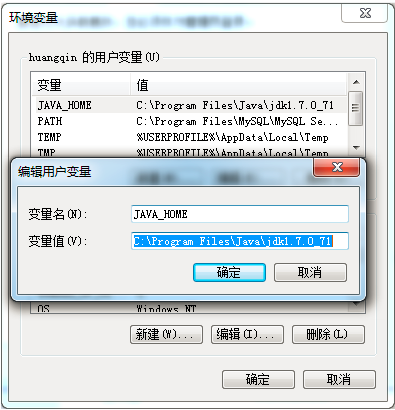 环境变量
huangqin 的用户变量(U)
变量 值
JAVA_HOME C:\Program Files\Java\jdk1.7.0_71
PATH C:\Program Files\MySQL\MySQL Se...
TEMP %USERPROFILE%\AppData\Local\Temp
TMP %USERPROFILE%\AppData\Local\Temp
编辑用户变量
变量名(N): JAVA_HOME
变量值(V): C:\Program Files\Java\jdk1.7.0_71
确定 取消
OS Windows_NT
新建(W)... 编辑(I)... 删除(L)
确定 取消